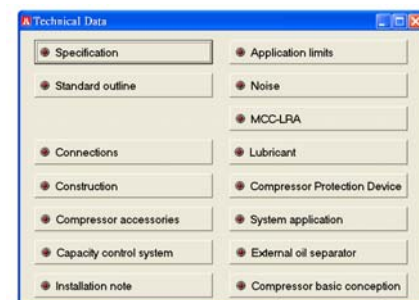 Technical Data
Specification
Application limits
Standard outline
Noise
MCC-LRA
Connections
Lubricant
Construction
Compressor Protection Device
Compressor accessories
System application
Capacity control system
External oil separator
Installation note
Compressor basic conception